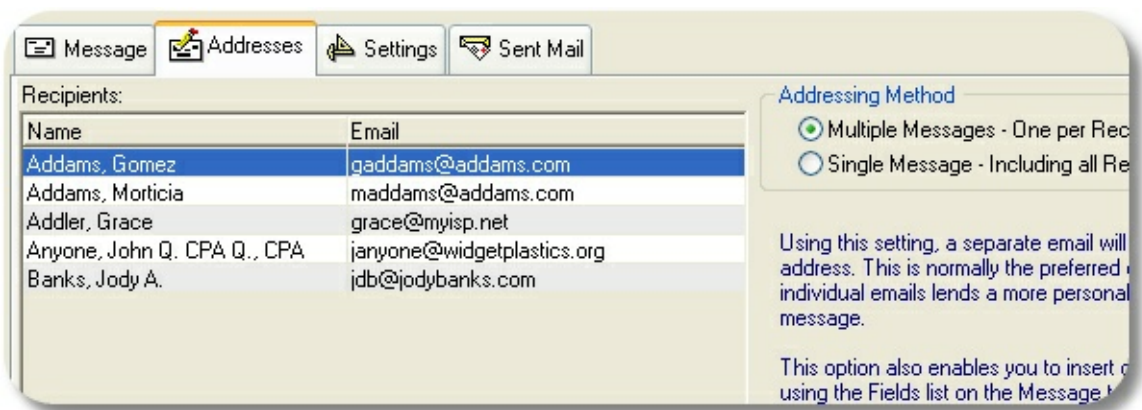 Message Addresses Settings Sent Mail
Recipients:
Name Email
Addams, Gomez gaddams@addams.com
Addams, Morticia maddams@addams.com
Addler, Grace grace@myisp.net
Anyone, John Q. CPA Q., CPA janyone@widgetplastics.org
Banks, Jody A. jdb@jodybanks.com
Addressing Method
Multiple Messages - One per Rec
Single Message - Including all Re
Using this setting, a separate email will
address. This is normally the preferred
individual emails lends a more personal
message.
This option also enables you to insert
using the Fields list on the Message